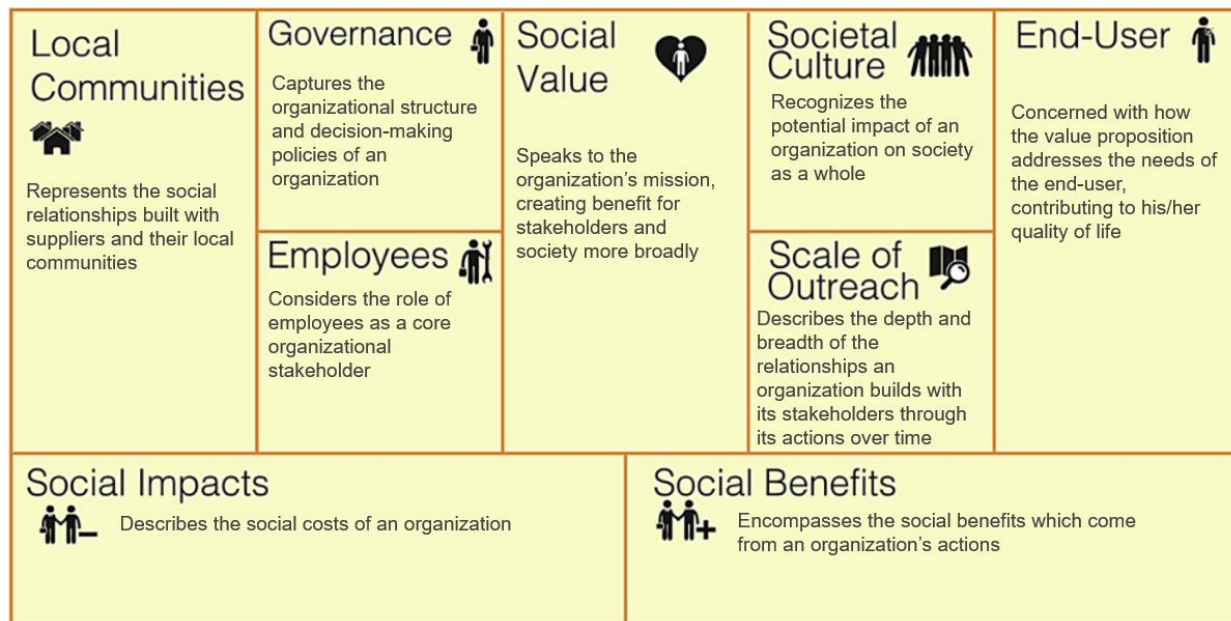 Local
Communities
Represents the social
relationships built with
suppliers and their local
communities
Governance
Captures the
organizational structure
and decision-making
policies of an
organization
Employees
Considers the role of
employees as a core
organizational
stakeholder
Social
Value
Speaks to the
organization's mission,
creating benefit for
stakeholders and
society more broadly
Societal
Culture
Recognizes the
potential impact of an
organization on society
as a whole
Scale of
Outreach
Describes the depth and
breadth of the
relationships an
organization builds with
its stakeholders through
its actions over time
End-User
Concerned with how
the value proposition
addresses the needs of
the end-user,
contributing to his/her
quality of life
Social Impacts
Describes the social costs of an organization
Social Benefits
Encompasses the social benefits which come
from an organization's actions